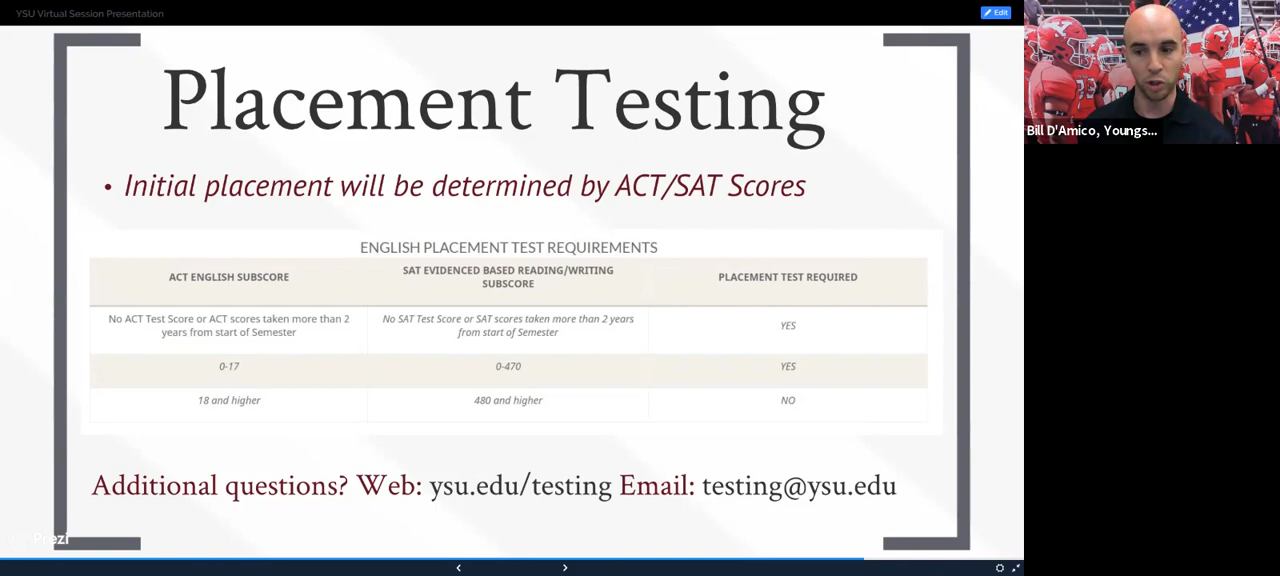 YSU Virtual Session Presentation
Edit
Placement Testing
• Initial placement will be determined by ACT/SAT Scores
ENGLISH PLACEMENT TEST REQUIREMENTS
ACT ENGLISH SUBSCORE
SAT EVIDENCED BASED READING/WRITING
SUBSCORE
PLACEMENT TEST REQUIRED
No ACT Test Score or ACT scores taken more than 2
years from start of Semester
No SAT Test Score or SAT scores taken more than 2 years
from start of Semester
YES
0-17
0-470
YES
18 and higher
480 and higher
NO
Additional questions? Web: ysu.edu/testing Email: testing@ysu.edu
Prezi
Bill D'Amico, Youngs...